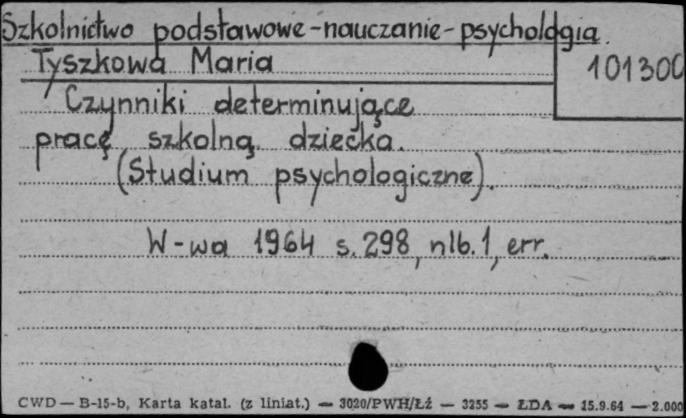 Szkolnictwo podstawowe-nauczanie-psychologia
Tyszkowa Maria
101300
Czynniki determinujące
pracę szkolną dziecka.
(Studium psychologiczne).
W-wa 1964 s. 298, nlb. 1, err.
CWD — B-15-b, Karta katal. (z liniat.) — 3020/PWH/Łź — 3255 — ŁDA — 15.9.64 — 2.000